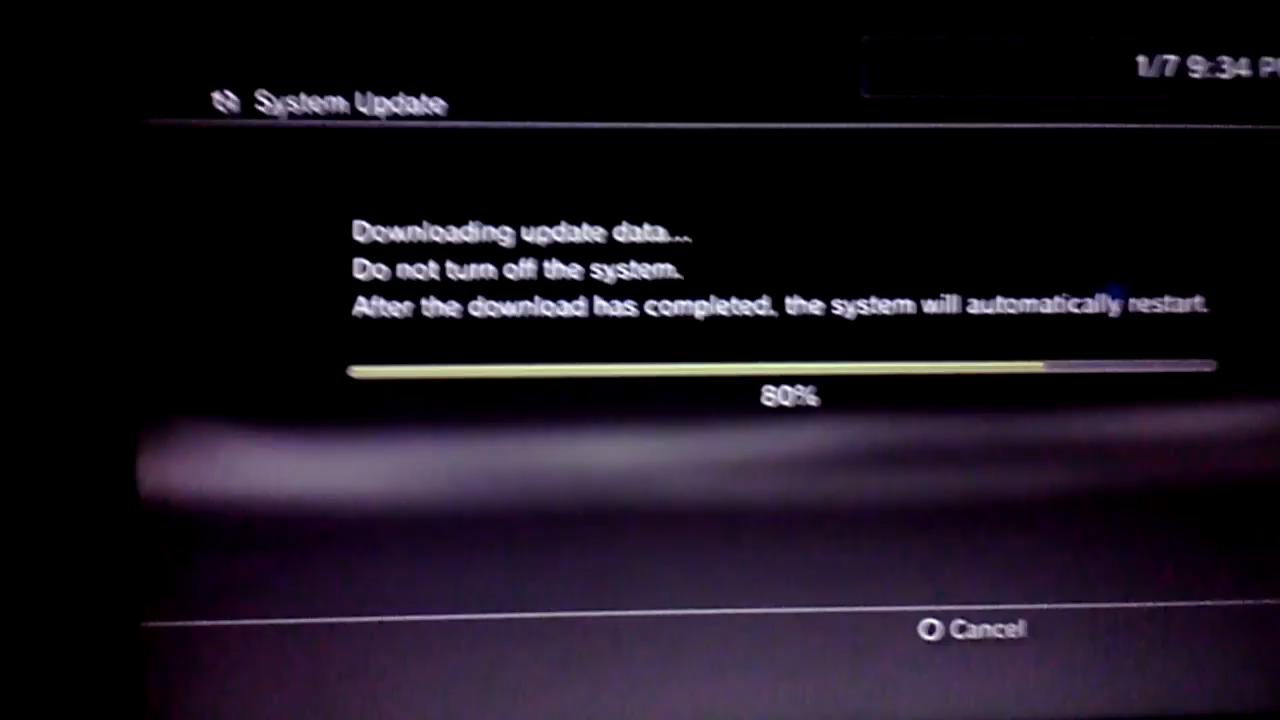 1/7 9:34 P
System Update
Downloading update data...
Do not turn off the system.
After the download has completed, the system will automatically restart.
80%
Cancel